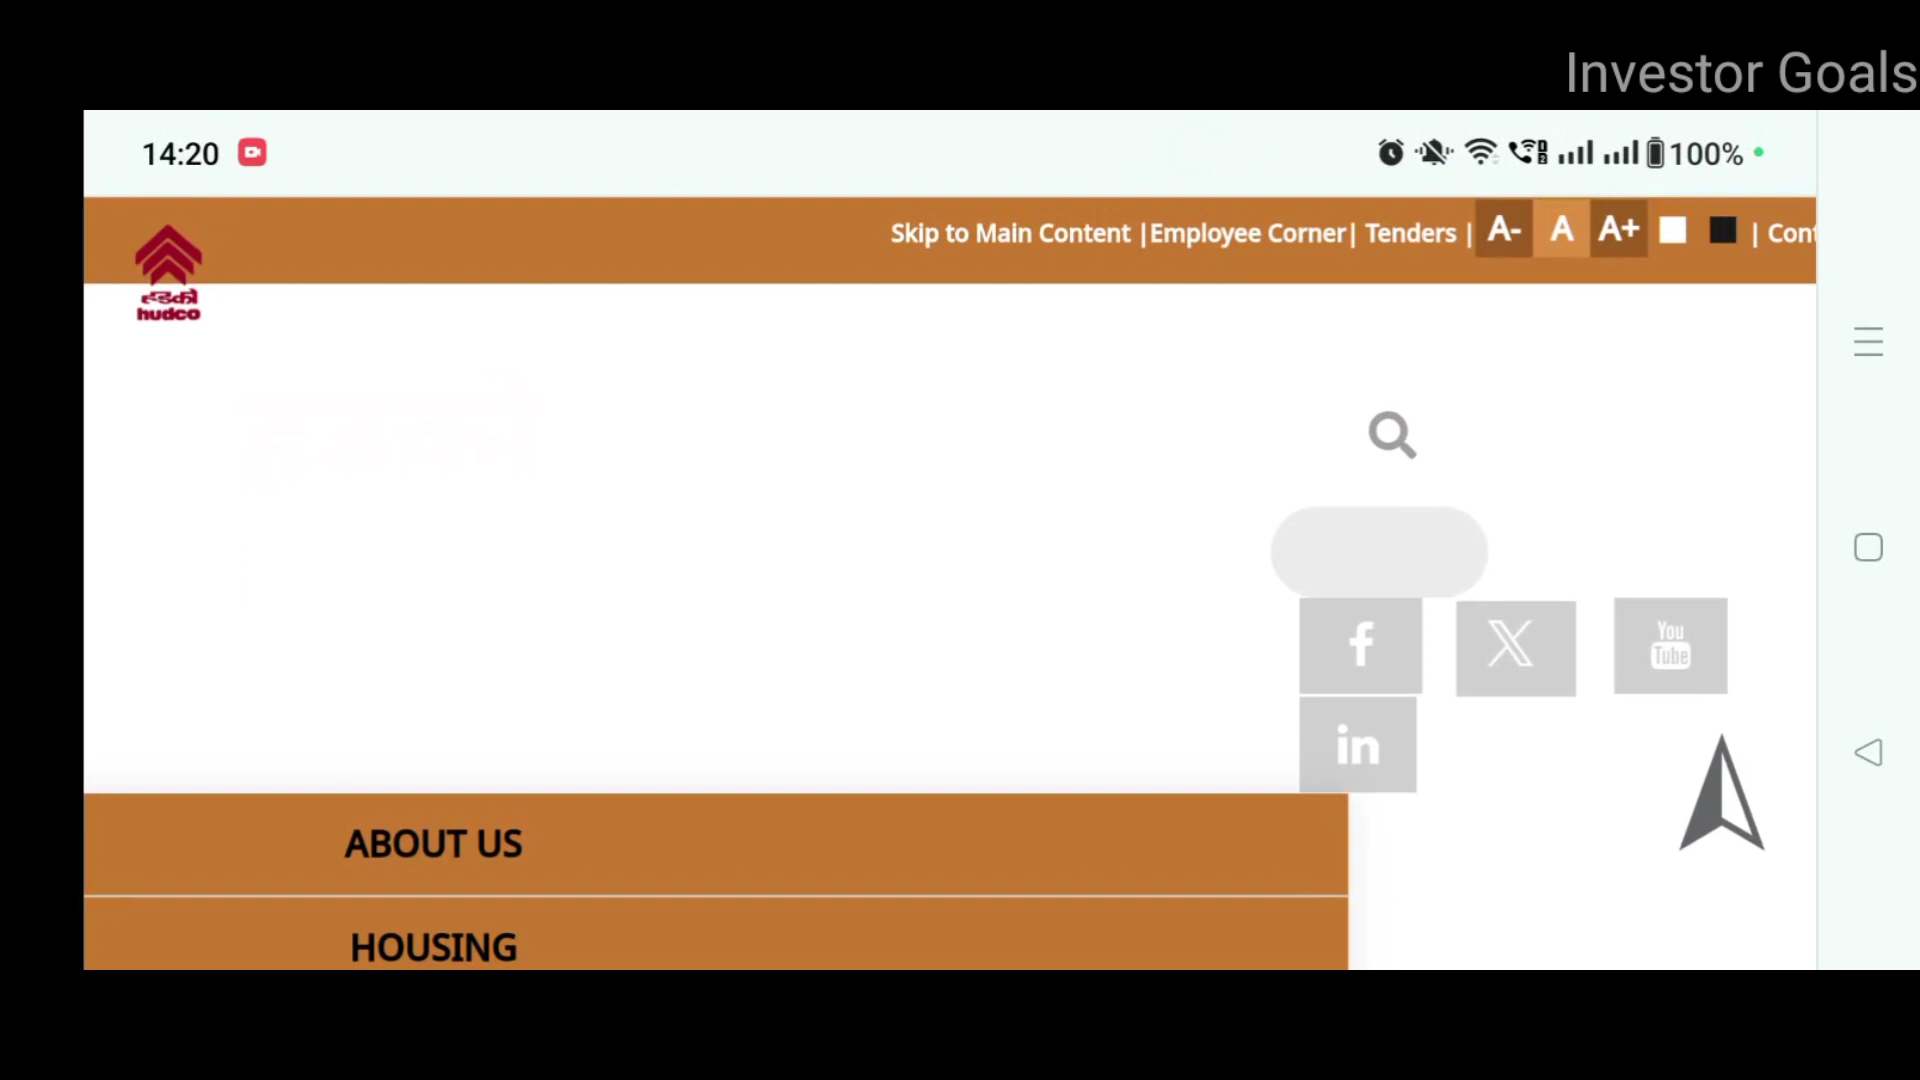 Investor Goals
14:20
100%
Skip to Main Content |Employee Corner| Tenders | A- A A+ | Cont
हडको
hudco
f X You Tube
in
ABOUT US
HOUSING